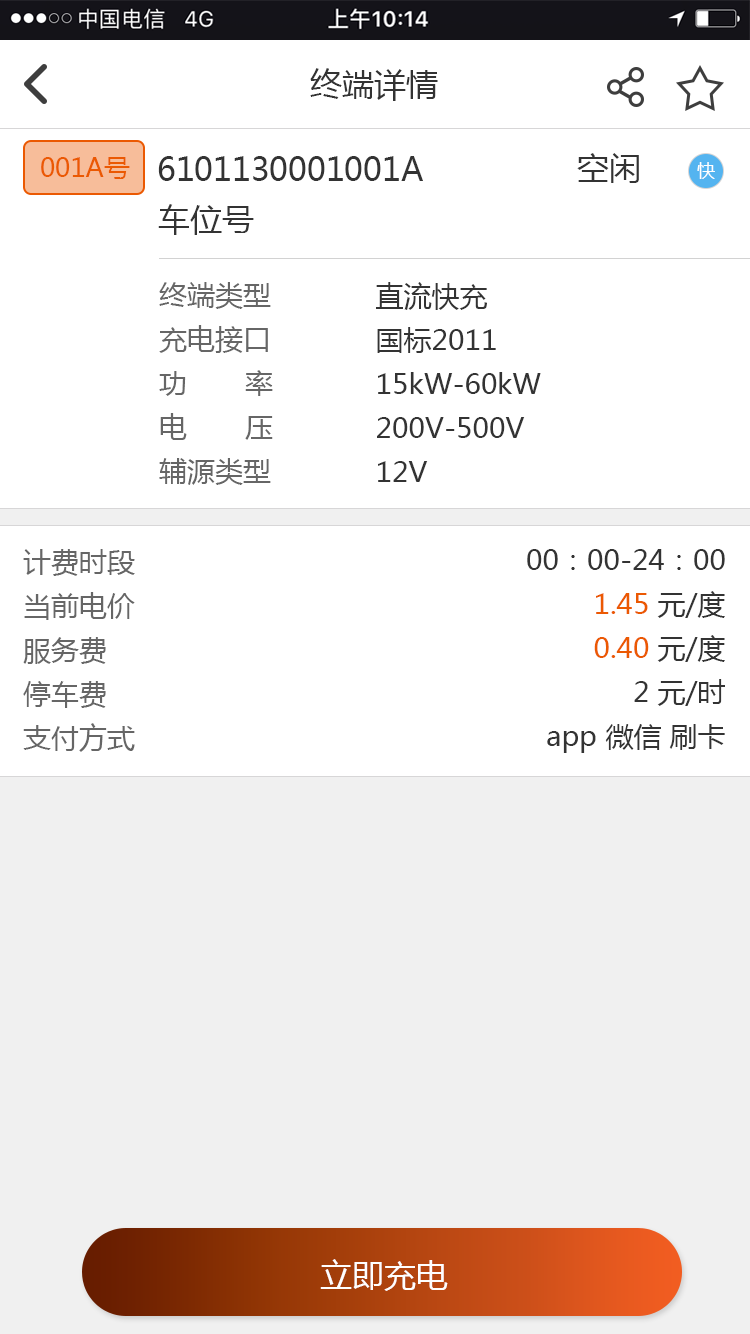 中国电信 4G 上午10:14
终端详情
001A号 6101130001001A 空闲 快
车位号
终端类型 直流快充
充电接口 国标2011
功 率 15kW-60kW
电 压 200V-500V
辅源类型 12V
计费时段 00：00-24：00
当前电价 1.45 元/度
服务费 0.40 元/度
停车费 2 元/时
支付方式 app 微信 刷卡
立即充电